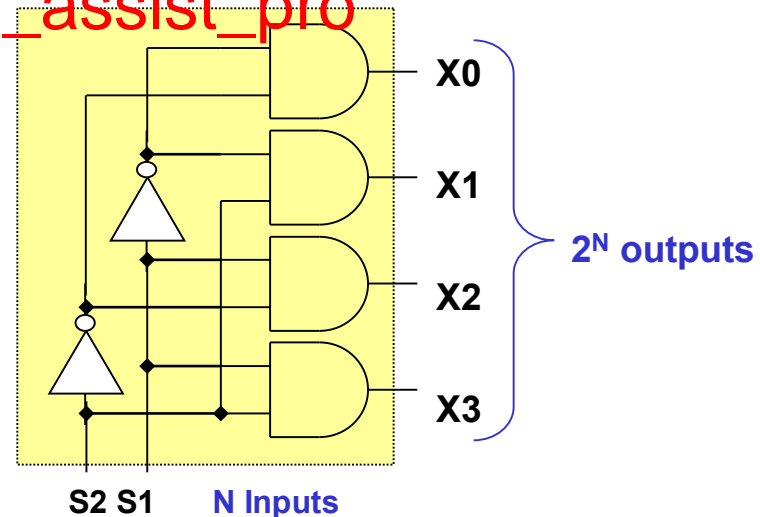 _assist_pro
X0
X1
2ᴺ outputs
X2
X3
S2 S1 N Inputs